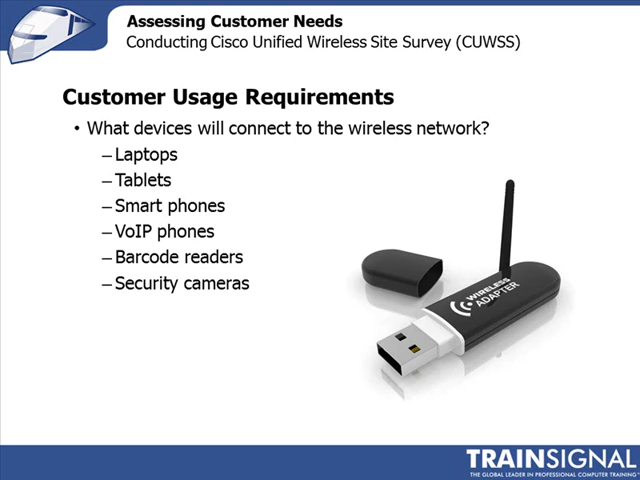 Assessing Customer Needs
Conducting Cisco Unified Wireless Site Survey (CUWSS)
Customer Usage Requirements
• What devices will connect to the wireless network?
– Laptops
– Tablets
– Smart phones
– VoIP phones
– Barcode readers
– Security cameras
WIRELESS
ADAPTER
TRAINSIGNAL
THE GLOBAL LEADER IN PROFESSIONAL COMPUTER TRAINING